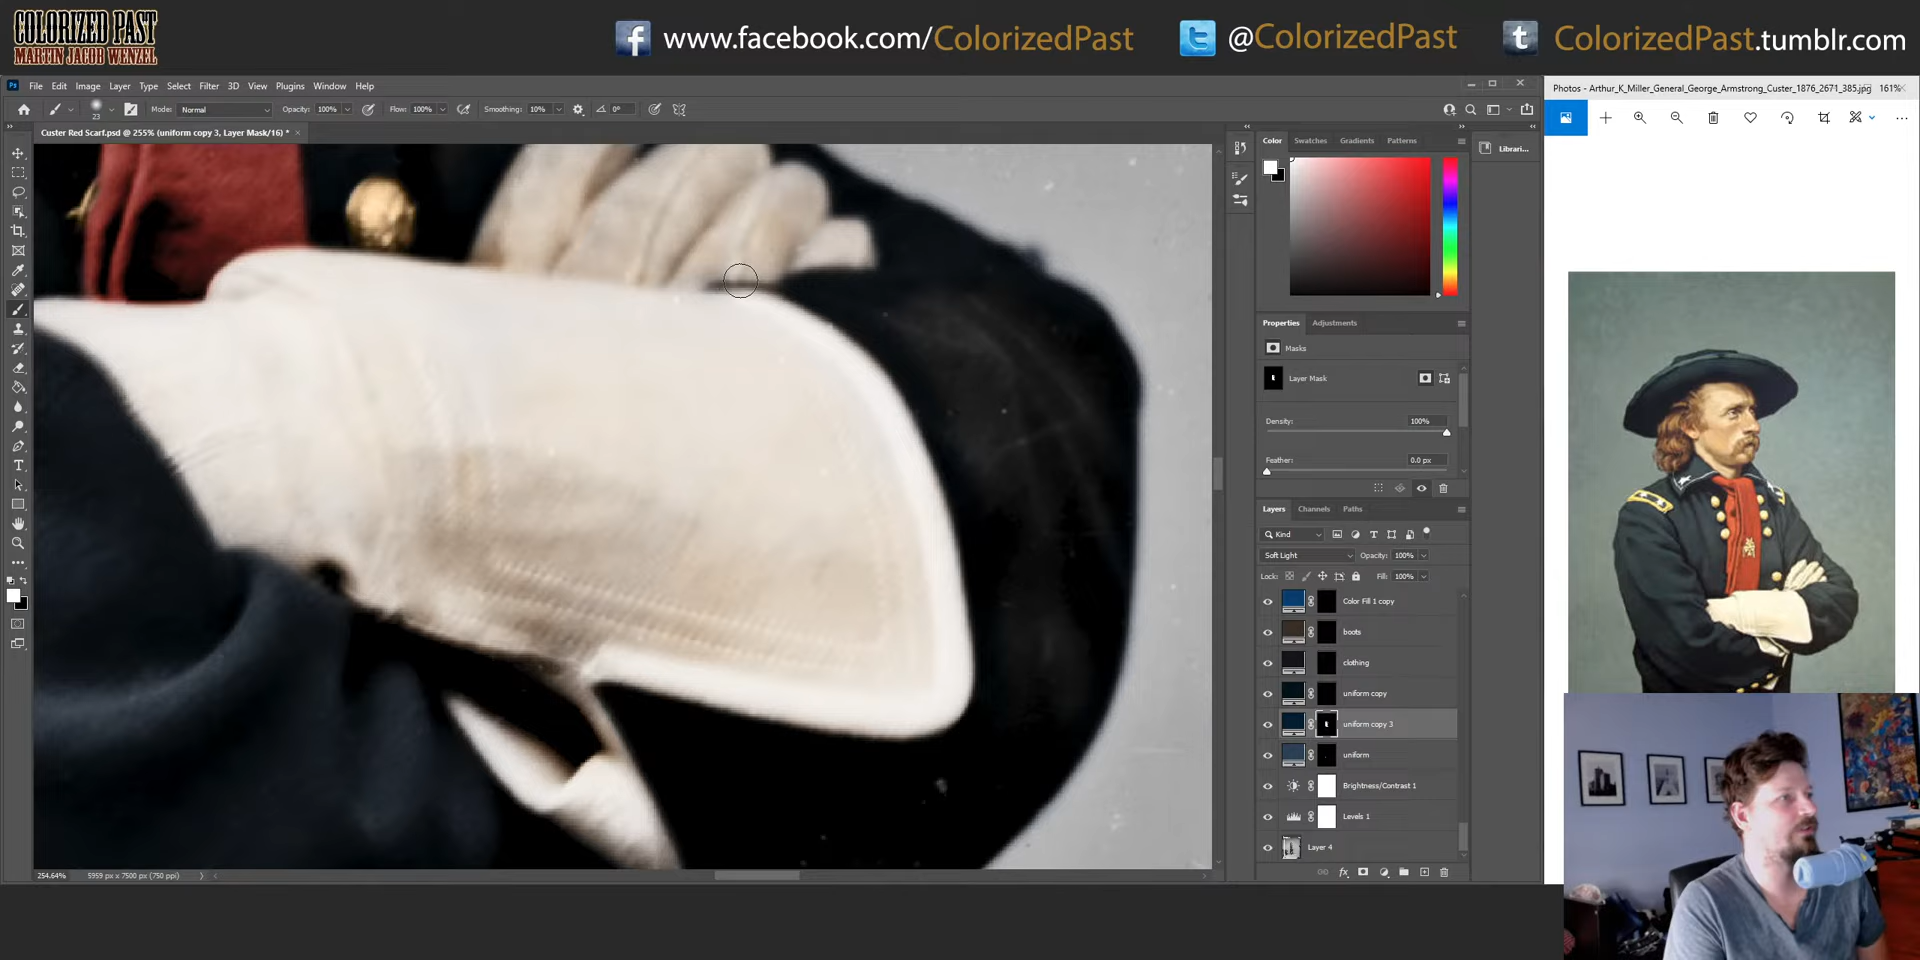 COLORIZED PAST
MARTIN JACOB WENZEL
www.facebook.com/ColorizedPast
@ColorizedPast
ColorizedPast.tumblr.com
File Edit Image Layer Type Select Filter 3D View Plugins Window Help
23 Mode: Normal Opacity: 100% Flow: 100% Smoothing: 10% 0°
Custer Red Scarf.psd @ 255% (uniform copy 3, Layer Mask/16) *
Color Swatches Gradients Patterns
Librari...
Properties Adjustments
Masks
Layer Mask
Density: 100%
Feather: 0.0 px
Layers Channels Paths
Kind
Soft Light Opacity: 100%
Lock: Fill: 100%
Color Fill 1 copy
boots
clothing
uniform copy
uniform copy 3
uniform
Brightness/Contrast 1
Levels 1
Layer 4
254.64% 5959 px x 7500 px (750 ppi)
Photos - Arthur_K_Miller_General_George_Armstrong_Custer_1876_2671_385.jpg 161%